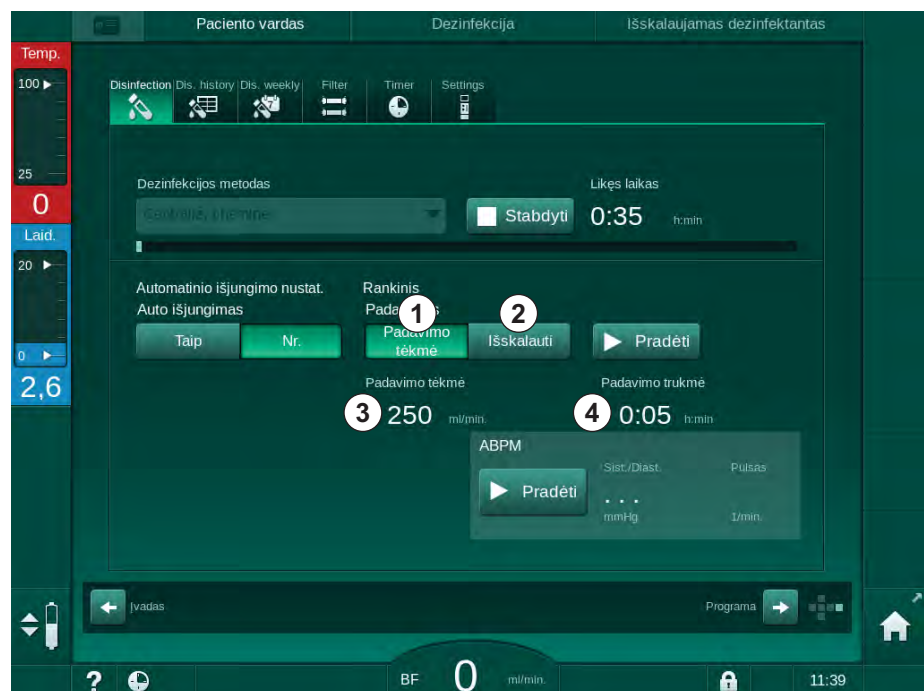 Paciento vardas Dezinfekcija Išskalaujamas dezinfektantas
Temp.
100
25
0
Laid.
20
0
2,6
Disinfection Dis. history Dis. weekly Filter Timer Settings
7
Dezinfekcijos metodas Likęs laikas
Stabdyti 0:35 h:min
Automatinio išjungimo nustat. Rankinis
Auto išjungimas
1 2
Taip Nr. Padavimo tėkmė Išskalauti Pradėti
Padavimo tėkmė Padavimo trukmė
3 250 ml/min. 4 0:05 h:min
ABPM
Sist./Diast. Pulsas
Pradėti . . .
mmHg 1/min.
Įvadas Programa
? BF 0 ml/min. 11:39